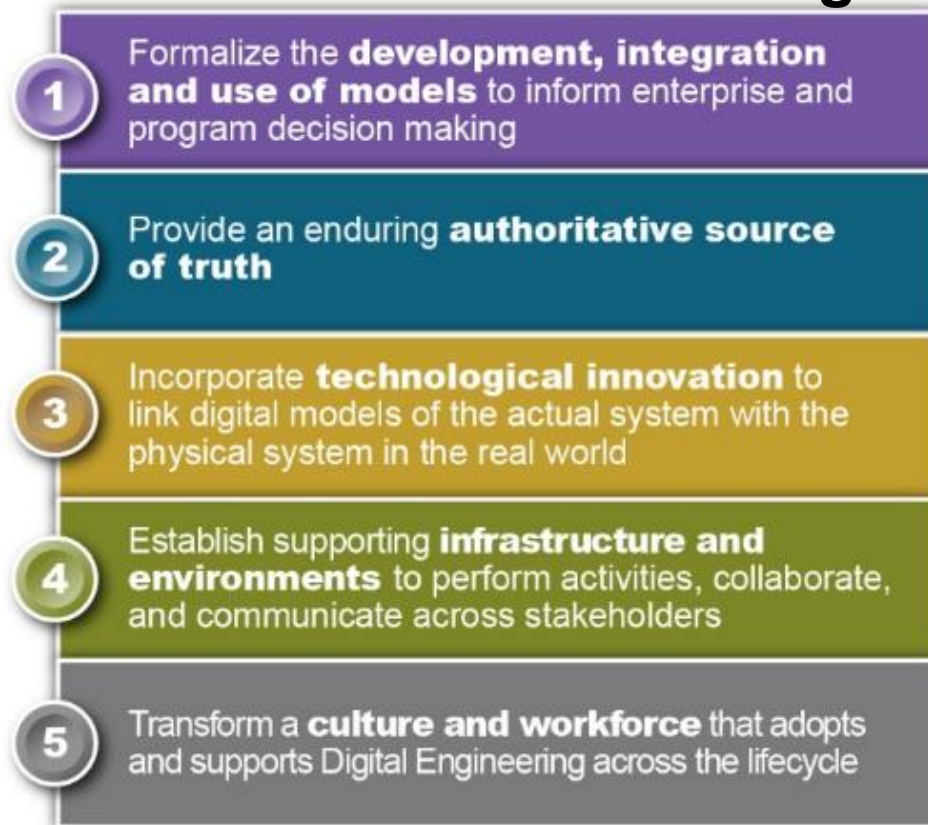 1
Formalize the development, integration
and use of models to inform enterprise and
program decision making
2
Provide an enduring authoritative source
of truth
3
Incorporate technological innovation to
link digital models of the actual system with the
physical system in the real world
4
Establish supporting infrastructure and
environments to perform activities, collaborate,
and communicate across stakeholders
5
Transform a culture and workforce that adopts
and supports Digital Engineering across the lifecycle